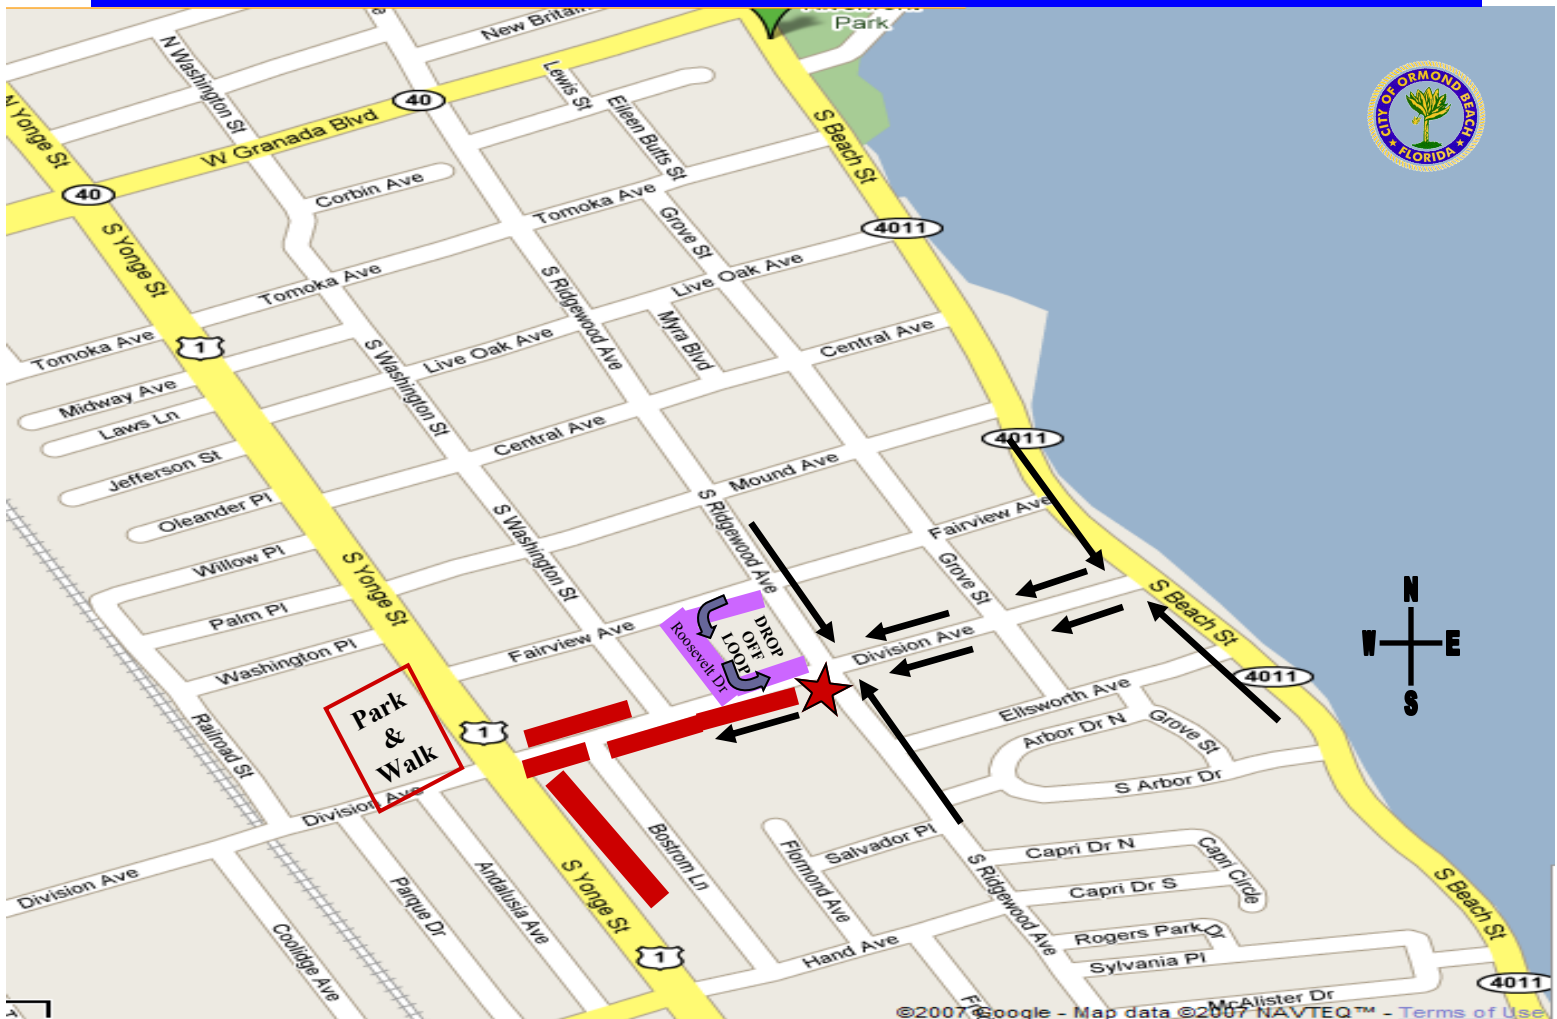 Park
New Britain
N Washington St
Lewis St
40
N Yonge St
Eileen Butts St
W Granada Blvd
S Beach St
CITY OF ORMOND BEACH
FLORIDA
40
Corbin Ave
Tomoka Ave
Grove St
4011
S Yonge St
Tomoka Ave
S Ridgewood Ave
Live Oak Ave
Myra Blvd
Central Ave
Tomoka Ave
1
S Washington St
Live Oak Ave
Midway Ave
Laws Ln
Central Ave
4011
Jefferson St
Mound Ave
Oleander Pl
S Ridgewood Ave
S Washington St
Fairview Ave
Willow Pl
S Yonge St
Grove St
Palm Pl
S Beach St
N
W E
S
Fairview Ave
DROP
OFF
LOOP
Roosevelt Dr
Division Ave
Washington Pl
4011
Ellsworth Ave
Park
&
Walk
1
Railroad St
Arbor Dr N
Grove St
S Arbor Dr
Division Ave
Bostrom Ln
Flormond Ave
Salvador Pl
Capri Dr N
Capri Circle
S Yonge St
S Ridgewood Ave
Capri Dr S
Division Ave
Parque Dr
Andalusia Ave
S Beach St
Coolidge Ave
1
Hand Ave
Rogers Park Dr
Sylvania Pl
4011
McAlister Dr
©2007 Google - Map data ©2007 NAVTEQ™ - Terms of Use